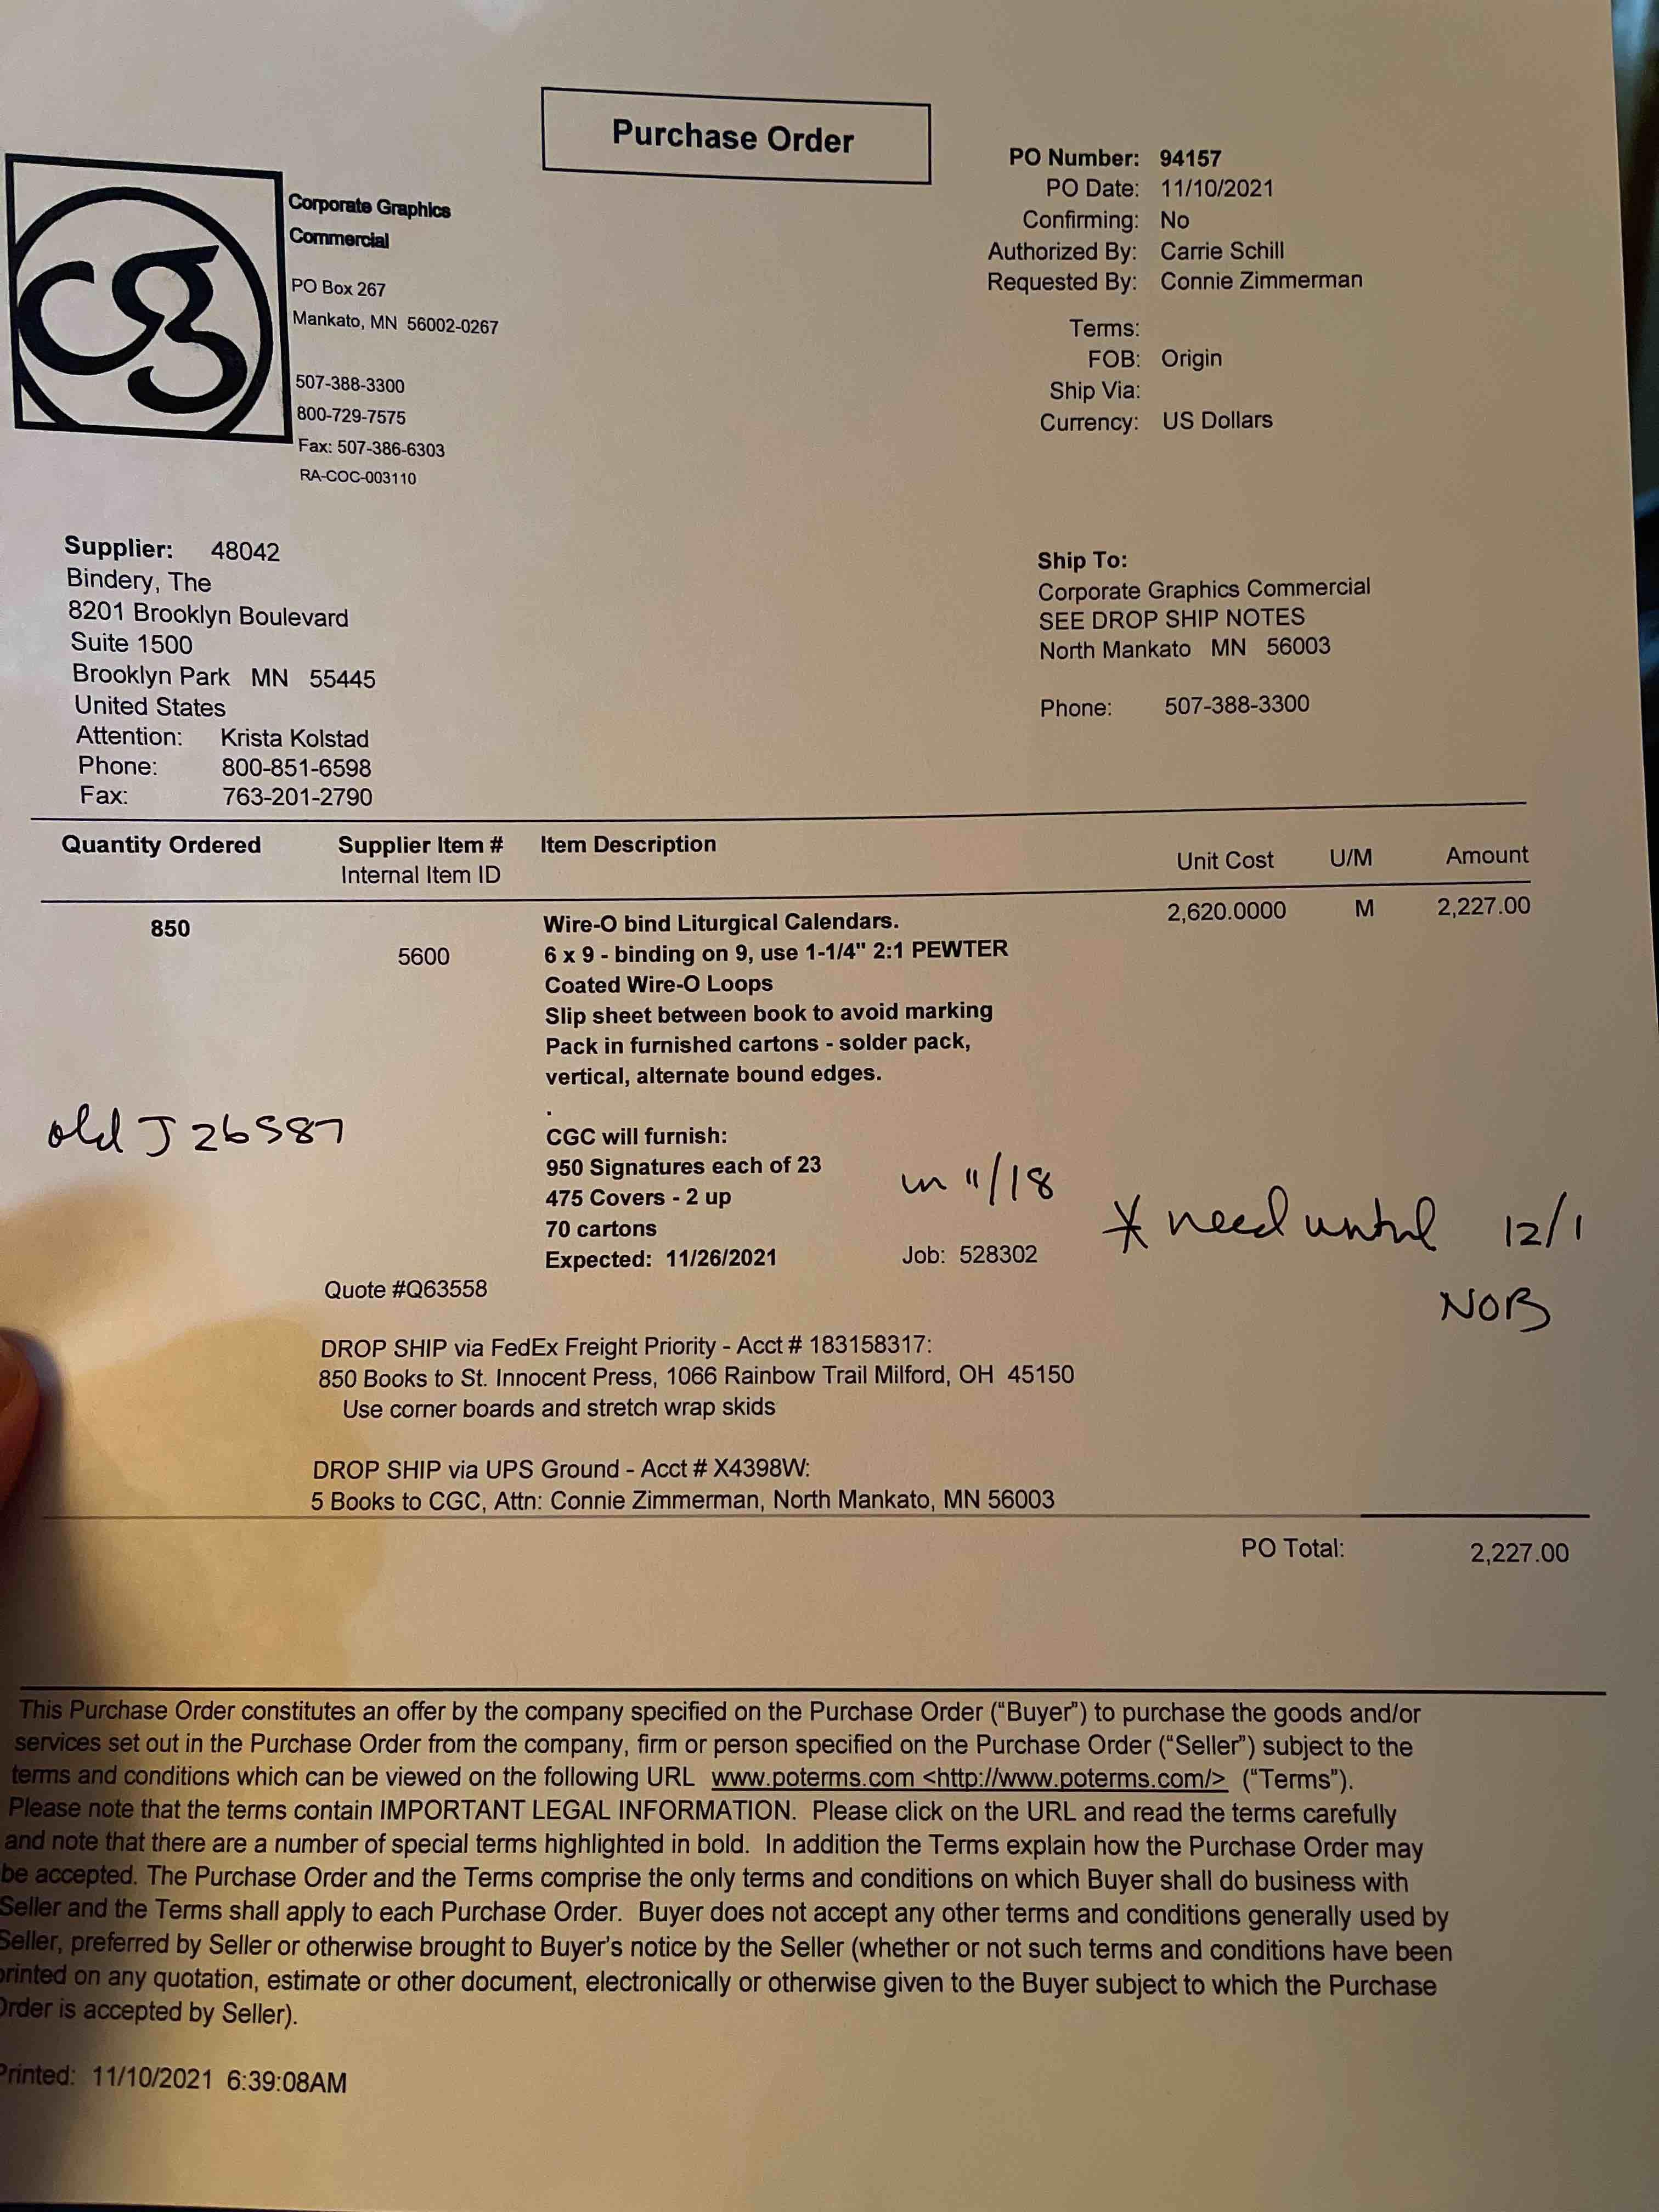 Purchase Order
cg
Corporate Graphics
Commercial
PO Box 267
Mankato, MN 56002-0267
507-388-3300
800-729-7575
Fax: 507-386-6303
RA-COC-003110
PO Number: 94157
PO Date: 11/10/2021
Confirming: No
Authorized By: Carrie Schill
Requested By: Connie Zimmerman
Terms:
FOB: Origin
Ship Via:
Currency: US Dollars
Supplier: 48042
Bindery, The
8201 Brooklyn Boulevard
Suite 1500
Brooklyn Park MN 55445
United States
Attention: Krista Kolstad
Phone: 800-851-6598
Fax: 763-201-2790
Ship To:
Corporate Graphics Commercial
SEE DROP SHIP NOTES
North Mankato MN 56003
Phone: 507-388-3300
Quantity Ordered Supplier Item # Item Description Unit Cost U/M Amount
Internal Item ID
850 Wire-O bind Liturgical Calendars. 2,620.0000 M 2,227.00
5600 6 x 9 - binding on 9, use 1-1/4" 2:1 PEWTER
Coated Wire-O Loops
Slip sheet between book to avoid marking
Pack in furnished cartons - solder pack,
vertical, alternate bound edges.
.
old J 26587
CGC will furnish:
950 Signatures each of 23
475 Covers - 2 up in 11/18
70 cartons * need until 12/1
Expected: 11/26/2021 Job: 528302
NOB
Quote #Q63558
DROP SHIP via FedEx Freight Priority - Acct # 183158317:
850 Books to St. Innocent Press, 1066 Rainbow Trail Milford, OH 45150
Use corner boards and stretch wrap skids
DROP SHIP via UPS Ground - Acct # X4398W:
5 Books to CGC, Attn: Connie Zimmerman, North Mankato, MN 56003
PO Total: 2,227.00
This Purchase Order constitutes an offer by the company specified on the Purchase Order (“Buyer”) to purchase the goods and/or
services set out in the Purchase Order from the company, firm or person specified on the Purchase Order (“Seller”) subject to the
terms and conditions which can be viewed on the following URL www.poterms.com <http://www.poterms.com/> (“Terms”).
Please note that the terms contain IMPORTANT LEGAL INFORMATION. Please click on the URL and read the terms carefully
and note that there are a number of special terms highlighted in bold. In addition the Terms explain how the Purchase Order may
be accepted. The Purchase Order and the Terms comprise the only terms and conditions on which Buyer shall do business with
Seller and the Terms shall apply to each Purchase Order. Buyer does not accept any other terms and conditions generally used by
Seller, preferred by Seller or otherwise brought to Buyer’s notice by the Seller (whether or not such terms and conditions have been
printed on any quotation, estimate or other document, electronically or otherwise given to the Buyer subject to which the Purchase
Order is accepted by Seller).
Printed: 11/10/2021 6:39:08AM